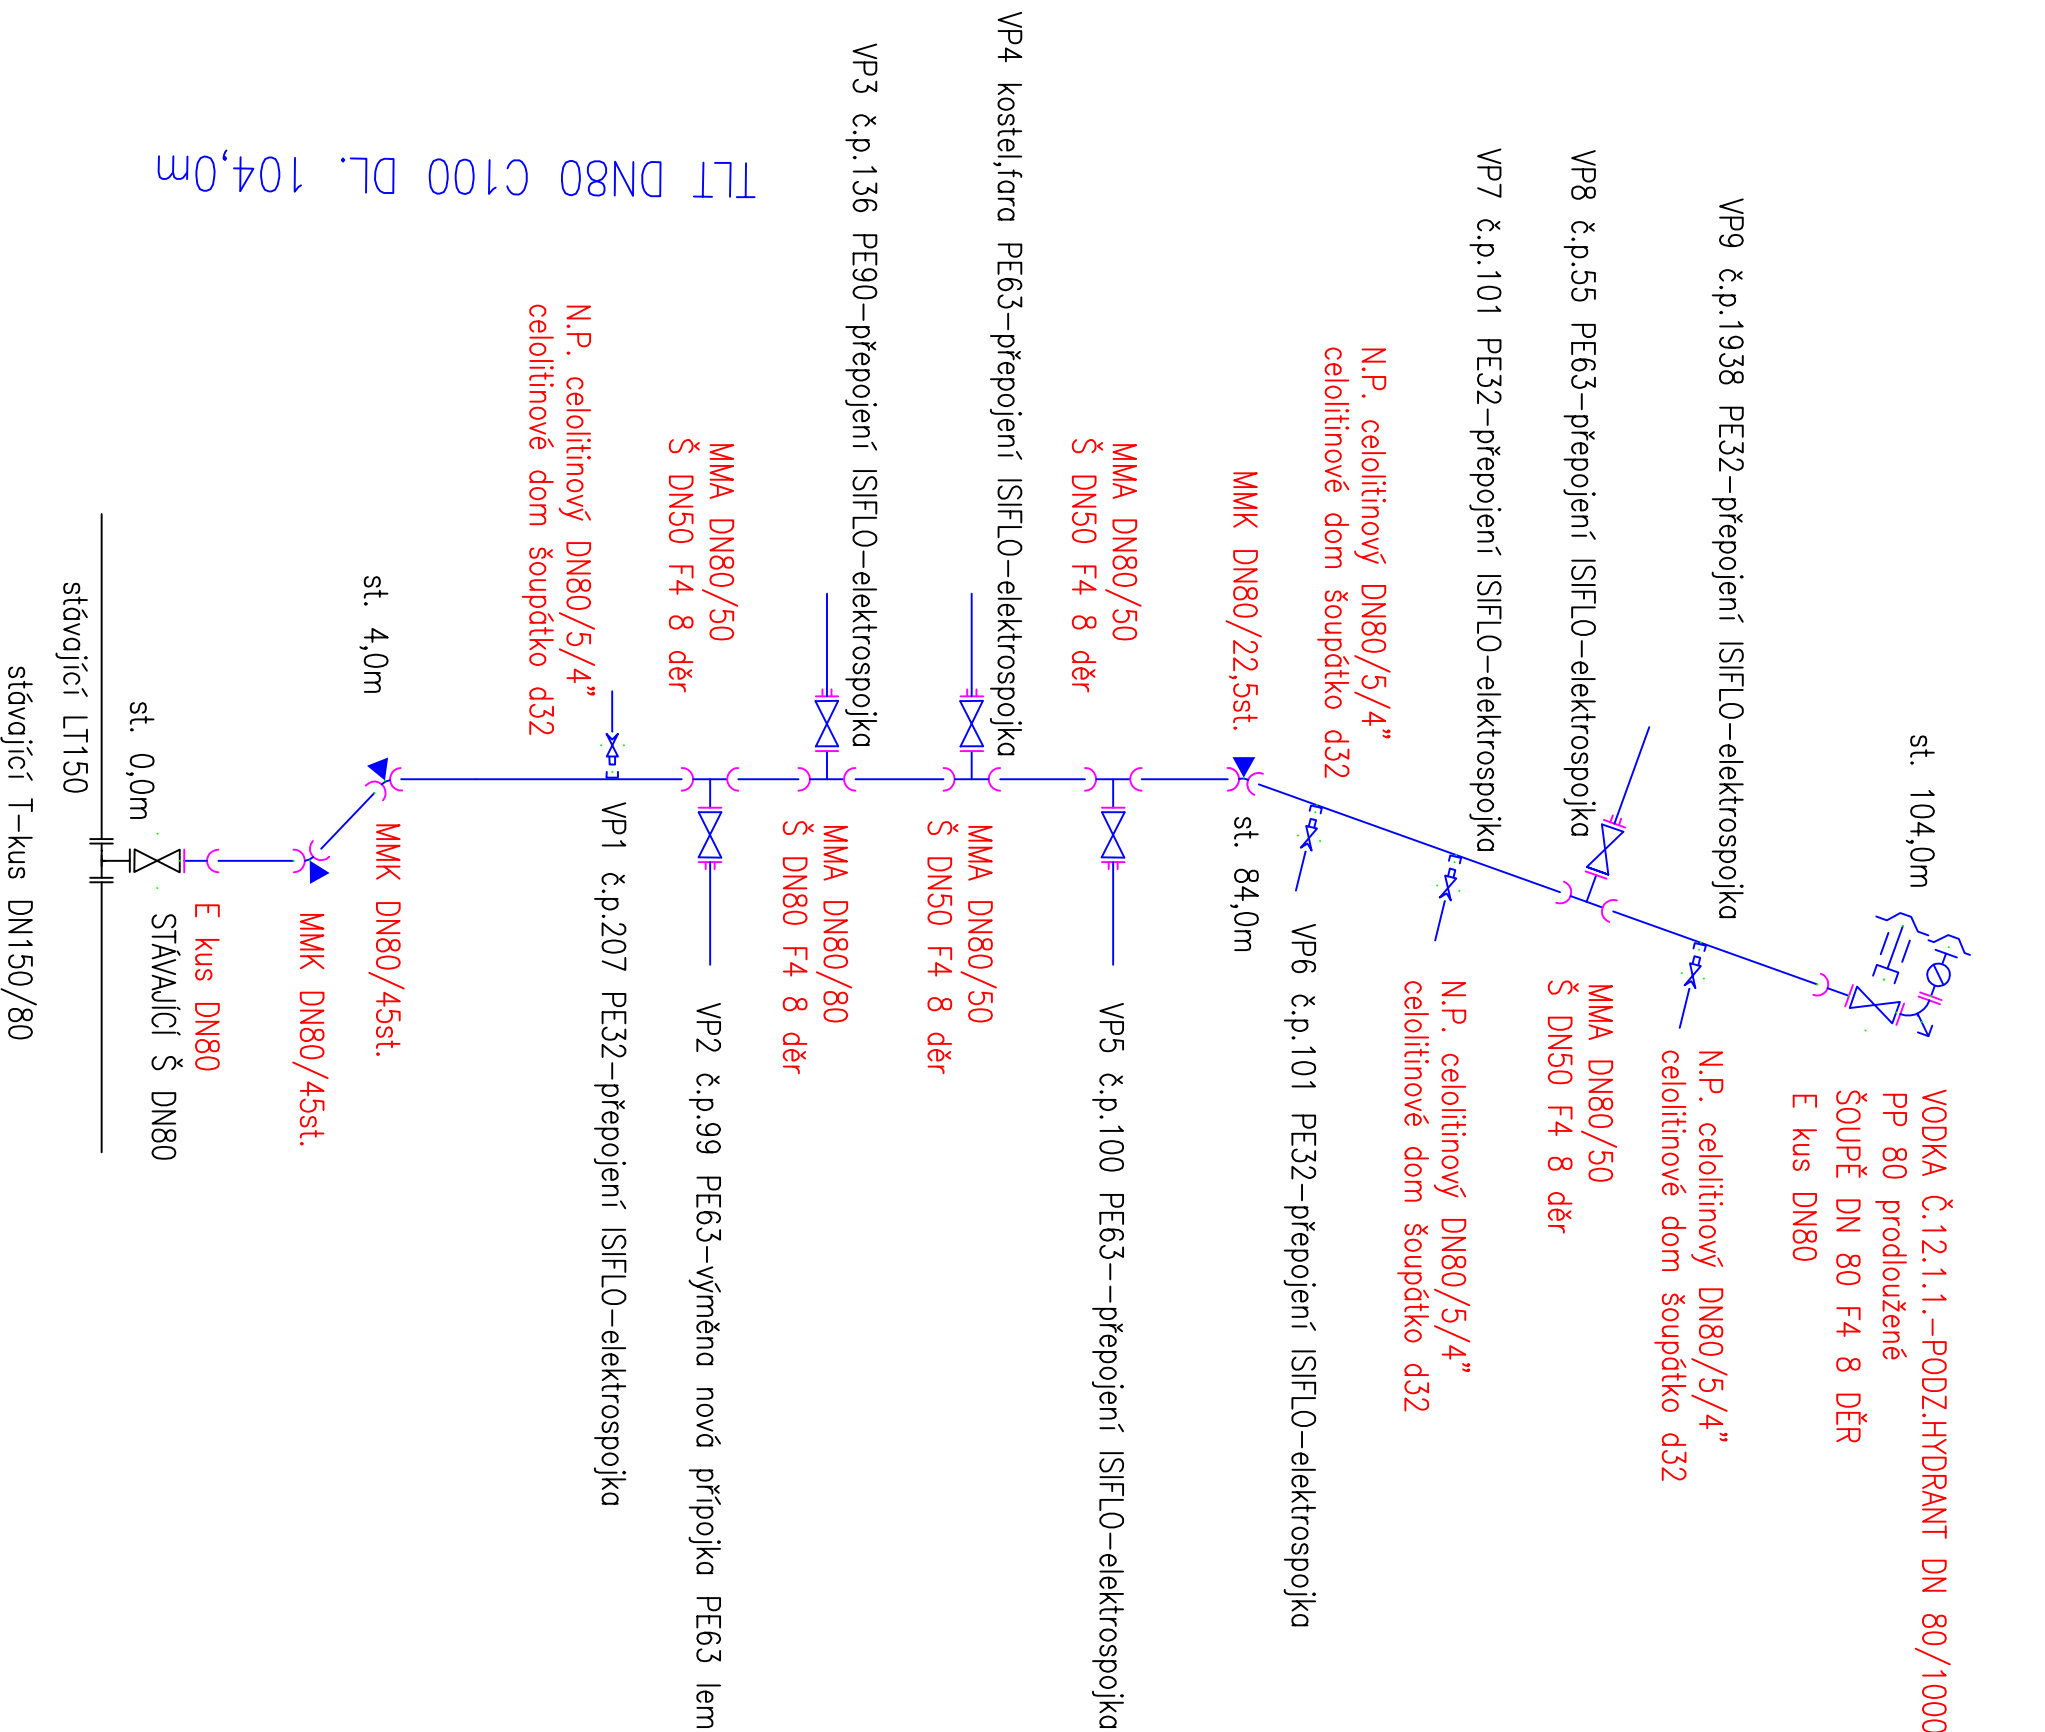 VODKA Č.12.1.1.-PODZ.HYDRANT DN 80/1000
PP 80 prodloužené
ŠOUPĚ DN 80 F4 8 DĚR
E kus DN80
st. 104,0m
VP9 č.p.1938 PE32-přepojení ISIFLO-elektrospojka
N.P. celolitinový DN80/5/4"
celolitinové dom šoupátko d32
VP8 č.p.55 PE63-přepojení ISIFLO-elektrospojka
MMA DN80/50
Š DN50 F4 8 děr
VP7 č.p.101 PE32-přepojení ISIFLO-elektrospojka
N.P. celolitinový DN80/5/4"
celolitinové dom šoupátko d32
N.P. celolitinový DN80/5/4"
celolitinové dom šoupátko d32
VP6 č.p.101 PE32-přepojení ISIFLO-elektrospojka
MMK DN80/22,5st.
st. 84,0m
MMA DN80/50
Š DN50 F4 8 děr
VP5 č.p.100 PE63--přepojení ISIFLO-elektrospojka
VP4 kostel,fara PE63-přepojení ISIFLO-elektrospojka
MMA DN80/50
Š DN50 F4 8 děr
VP3 č.p.136 PE90-přepojení ISIFLO-elektrospojka
MMA DN80/80
Š DN80 F4 8 děr
MMA DN80/50
Š DN50 F4 8 děr
VP2 č.p.99 PE63-výměna nová přípojka PE63 lem
N.P. celolitinový DN80/5/4"
celolitinové dom šoupátko d32
VP1 č.p.207 PE32-přepojení ISIFLO-elektrospojka
TLT DN80 C100 DL. 104,0m
st. 4,0m
MMK DN80/45st.
MMK DN80/45st.
E kus DN80
STÁVAJÍCÍ Š DN80
st. 0,0m
stávající LT150
stávající T-kus DN150/80